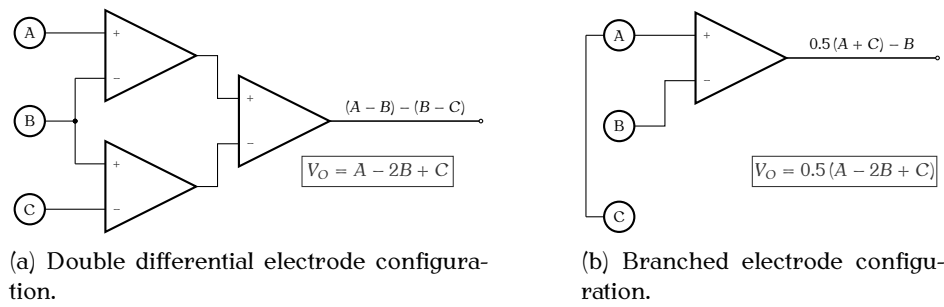 A
+
−
B
+
−
C
+
−
(A − B) − (B − C)
V_O = A − 2B + C
(a) Double differential electrode configura-
tion.
A
+
−
B
C
0.5 (A + C) − B
V_O = 0.5 (A − 2B + C)
(b) Branched electrode configu-
ration.